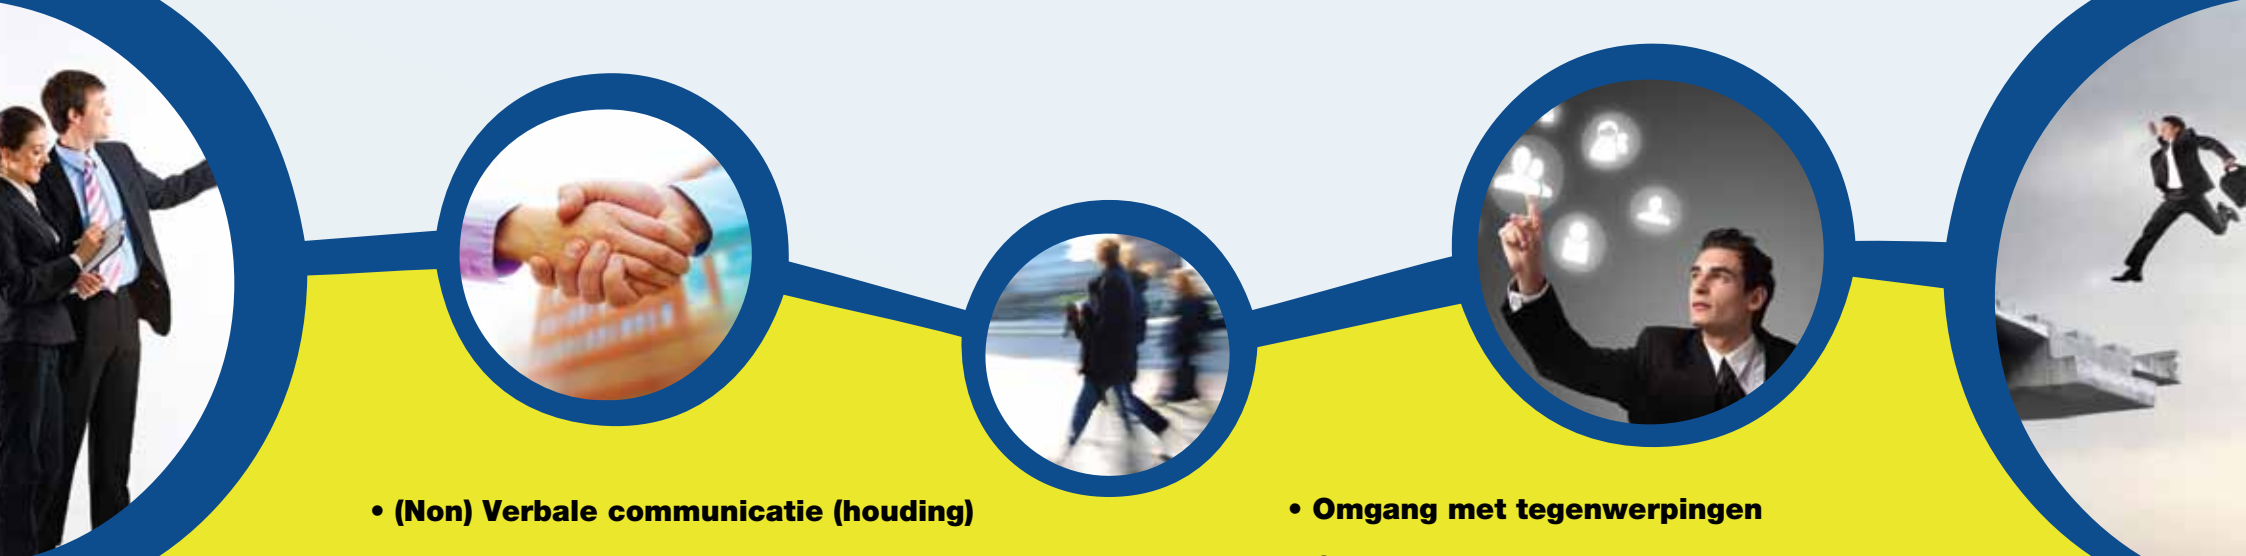 • (Non) Verbale communicatie (houding)
• Omgang met tegenwerpingen